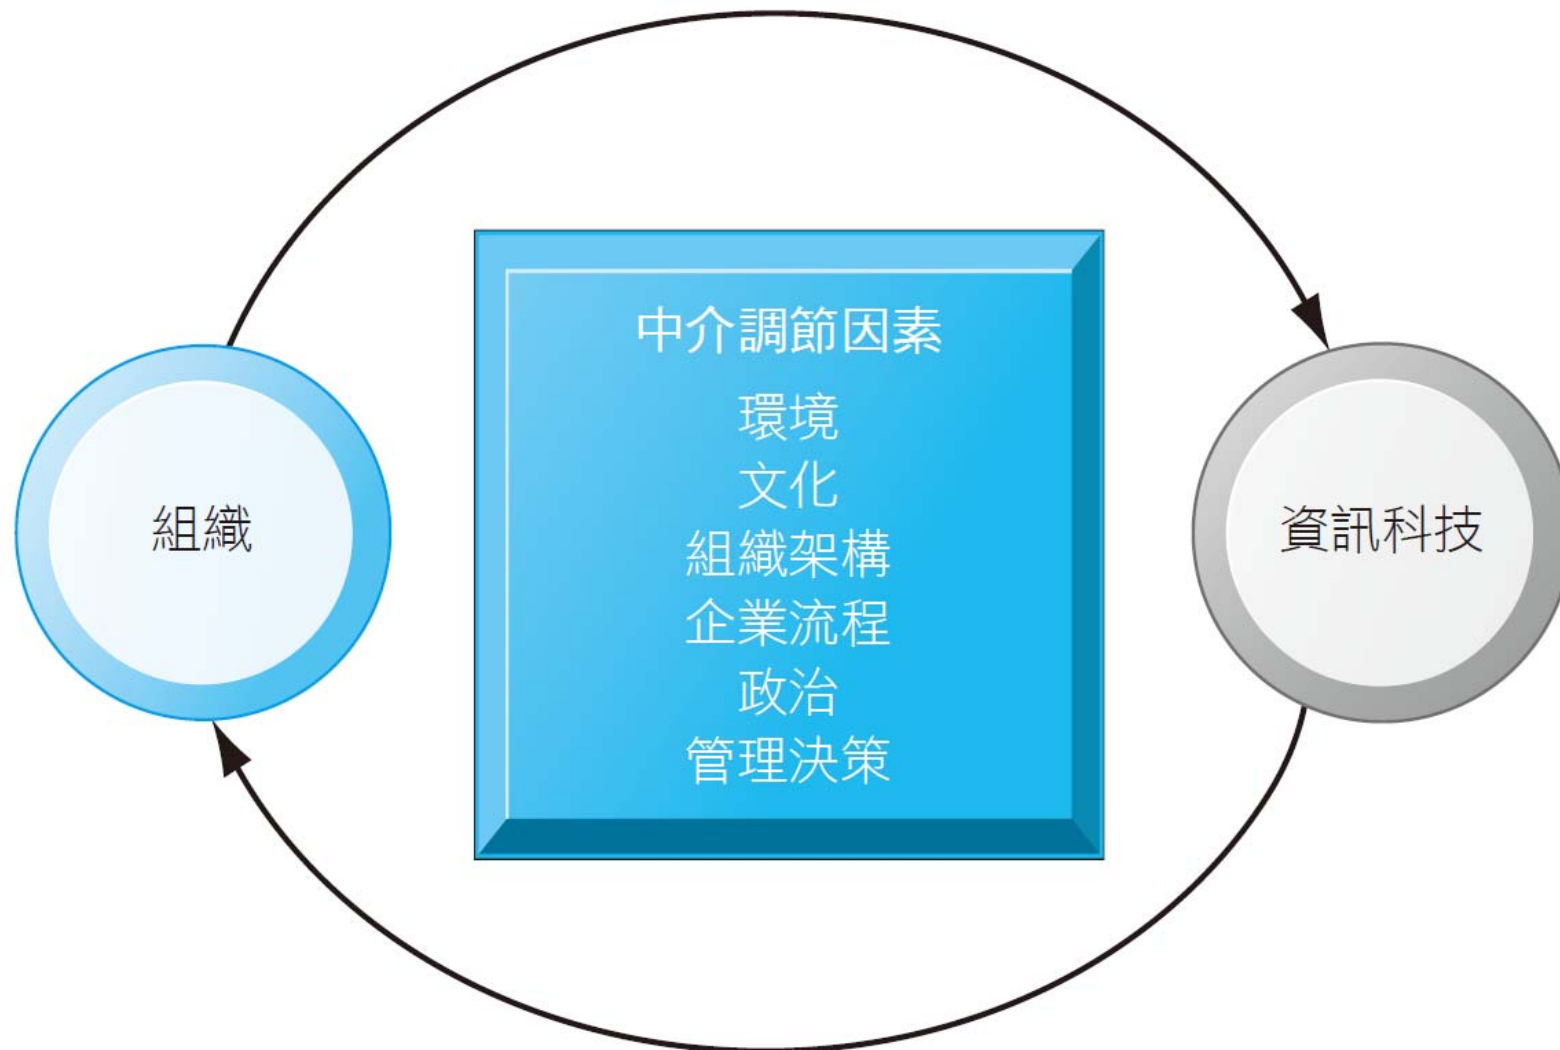 中介調節因素
環境
文化
組織架構
企業流程
政治
管理決策
組織
資訊科技